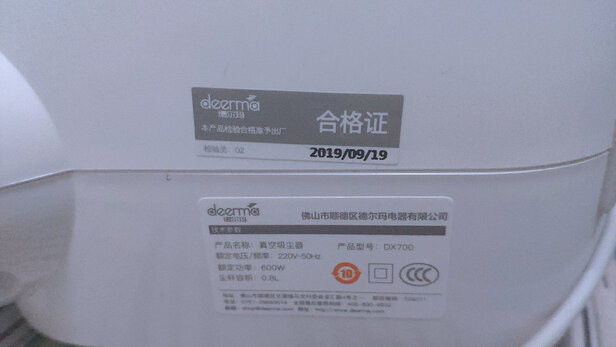 deerma
德尔玛
本产品检验合格准予出厂
合格证
检验员: 02
2019/09/19
deerma
德尔玛
佛山市顺德区德尔玛电器有限公司
技术参数
产品名称：真空吸尘器
产品型号：DX700
额定电压/频率：220V~50Hz
额定功率：600W
尘杯容积：0.8L
10
CCC